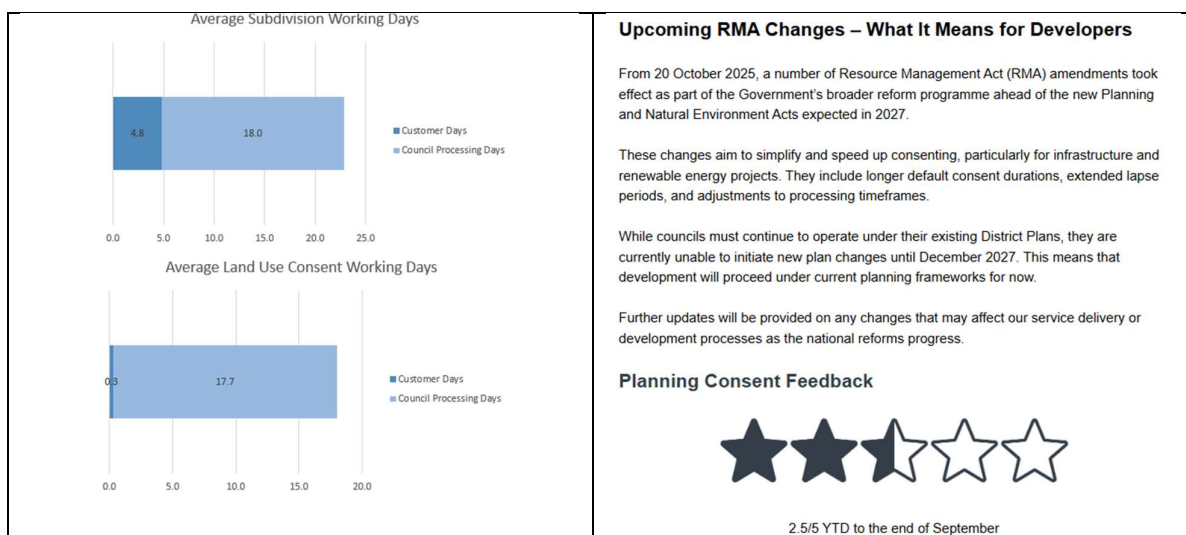 Average Subdivision Working Days
4.8
18.0
Customer Days
Council Processing Days
0.0 5.0 10.0 15.0 20.0 25.0
Average Land Use Consent Working Days
0.3
17.7
Customer Days
Council Processing Days
0.0 5.0 10.0 15.0 20.0
Upcoming RMA Changes – What It Means for Developers
From 20 October 2025, a number of Resource Management Act (RMA) amendments took
effect as part of the Government's broader reform programme ahead of the new Planning
and Natural Environment Acts expected in 2027.
These changes aim to simplify and speed up consenting, particularly for infrastructure and
renewable energy projects. They include longer default consent durations, extended lapse
periods, and adjustments to processing timeframes.
While councils must continue to operate under their existing District Plans, they are
currently unable to initiate new plan changes until December 2027. This means that
development will proceed under current planning frameworks for now.
Further updates will be provided on any changes that may affect our service delivery or
development processes as the national reforms progress.
Planning Consent Feedback
2.5/5 YTD to the end of September